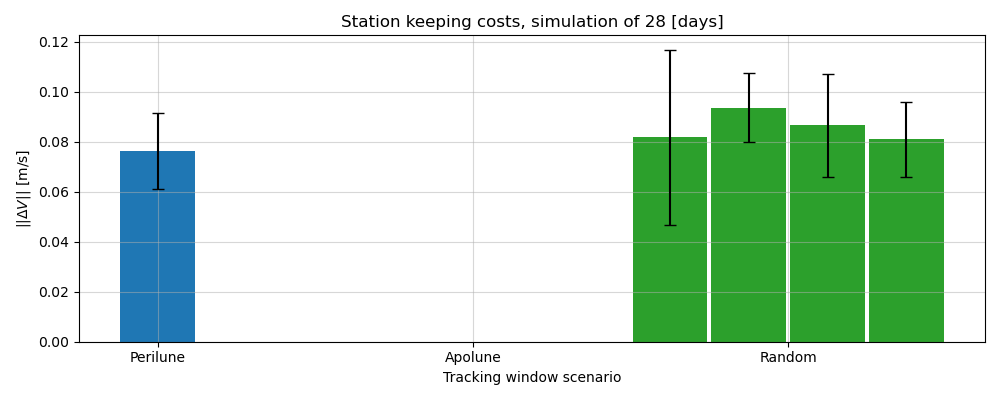 Station keeping costs, simulation of 28 [days]
||ΔV|| [m/s]
0.12
0.10
0.08
0.06
0.04
0.02
0.00
Perilune Apolune Random
Tracking window scenario